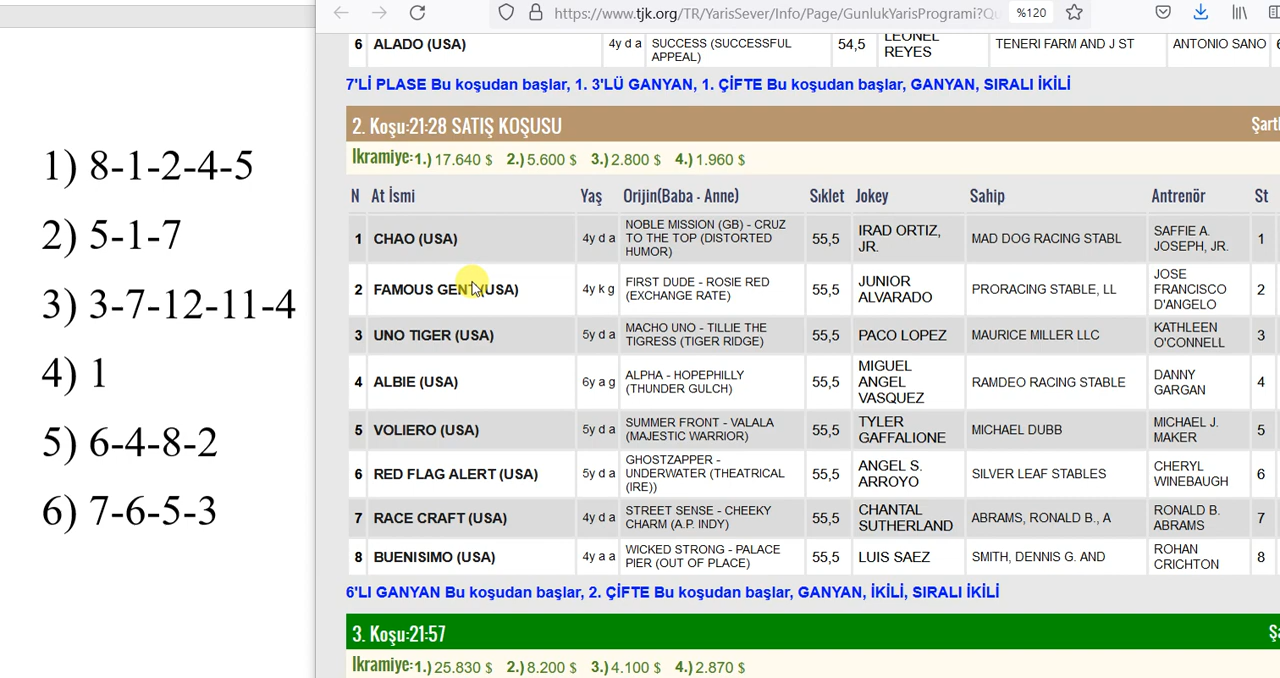 1) 8-1-2-4-5
2) 5-1-7
3) 3-7-12-11-4
4) 1
5) 6-4-8-2
6) 7-6-5-3
https://www.tjk.org/TR/YarisSever/Info/Page/GunlukYarisProgrami?Qu %120
6 ALADO (USA) 4y d a SUCCESS (SUCCESSFUL APPEAL) 54,5 LEONEL REYES TENERI FARM AND J ST ANTONIO SANO
7'Lİ PLASE Bu koşudan başlar, 1. 3'LÜ GANYAN, 1. ÇİFTE Bu koşudan başlar, GANYAN, SIRALI İKİLİ
2. Koşu:21:28 SATIŞ KOŞUSU Şartl
İkramiye:1.) 17.640 $ 2.) 5.600 $ 3.) 2.800 $ 4.) 1.960 $
N At İsmi Yaş Orijin(Baba - Anne) Sıklet Jokey Sahip Antrenör St
1 CHAO (USA) 4y d a NOBLE MISSION (GB) - CRUZ TO THE TOP (DISTORTED HUMOR) 55,5 IRAD ORTIZ, JR. MAD DOG RACING STABL SAFFIE A. JOSEPH, JR. 1
2 FAMOUS GENT (USA) 4y k g FIRST DUDE - ROSIE RED (EXCHANGE RATE) 55,5 JUNIOR ALVARADO PRORACING STABLE, LL JOSE FRANCISCO D'ANGELO 2
3 UNO TIGER (USA) 5y d a MACHO UNO - TILLIE THE TIGRESS (TIGER RIDGE) 55,5 PACO LOPEZ MAURICE MILLER LLC KATHLEEN O'CONNELL 3
4 ALBIE (USA) 6y a g ALPHA - HOPEPHILLY (THUNDER GULCH) 55,5 MIGUEL ANGEL VASQUEZ RAMDEO RACING STABLE DANNY GARGAN 4
5 VOLIERO (USA) 5y d a SUMMER FRONT - VALALA (MAJESTIC WARRIOR) 55,5 TYLER GAFFALIONE MICHAEL DUBB MICHAEL J. MAKER 5
6 RED FLAG ALERT (USA) 5y d a GHOSTZAPPER - UNDERWATER (THEATRICAL (IRE)) 55,5 ANGEL S. ARROYO SILVER LEAF STABLES CHERYL WINEBAUGH 6
7 RACE CRAFT (USA) 4y d a STREET SENSE - CHEEKY CHARM (A.P. INDY) 55,5 CHANTAL SUTHERLAND ABRAMS, RONALD B., A RONALD B. ABRAMS 7
8 BUENISIMO (USA) 4y a a WICKED STRONG - PALACE PIER (OUT OF PLACE) 55,5 LUIS SAEZ SMITH, DENNIS G. AND ROHAN CRICHTON 8
6'LI GANYAN Bu koşudan başlar, 2. ÇİFTE Bu koşudan başlar, GANYAN, İKİLİ, SIRALI İKİLİ
3. Koşu:21:57 Şa
İkramiye:1.) 25.830 $ 2.) 8.200 $ 3.) 4.100 $ 4.) 2.870 $